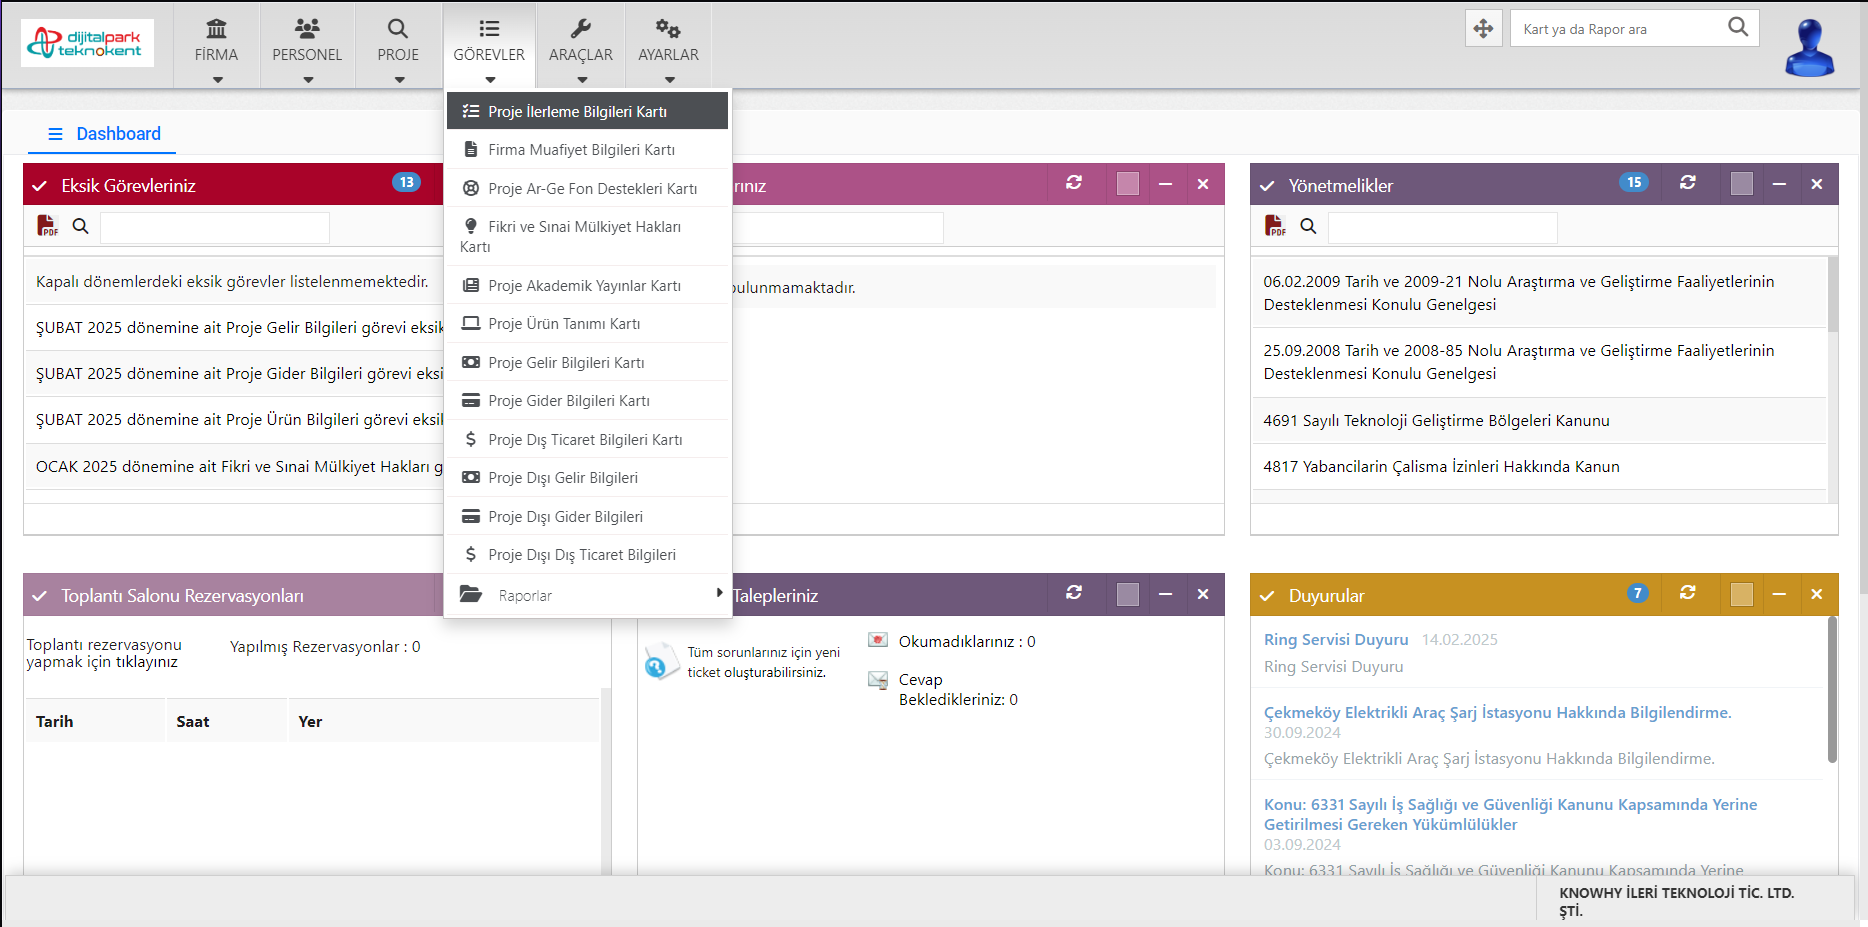 dijitalpark
teknokent
FİRMA
PERSONEL
PROJE
GÖREVLER
ARAÇLAR
AYARLAR
Kart ya da Rapor ara
Dashboard
Proje İlerleme Bilgileri Kartı
Firma Muafiyet Bilgileri Kartı
Proje Ar-Ge Fon Destekleri Kartı
Fikri ve Sınai Mülkiyet Hakları
Kartı
Proje Akademik Yayınlar Kartı
Proje Ürün Tanımı Kartı
Proje Gelir Bilgileri Kartı
Proje Gider Bilgileri Kartı
Proje Dış Ticaret Bilgileri Kartı
Proje Dışı Gelir Bilgileri
Proje Dışı Gider Bilgileri
Proje Dışı Dış Ticaret Bilgileri
Raporlar
Eksik Görevleriniz
13
PDF
Kapalı dönemlerdeki eksik görevler listelenmemektedir.
ŞUBAT 2025 dönemine ait Proje Gelir Bilgileri görevi eksik
ŞUBAT 2025 dönemine ait Proje Gider Bilgileri görevi eksi
ŞUBAT 2025 dönemine ait Proje Ürün Bilgileri görevi eksik
OCAK 2025 dönemine ait Fikri ve Sınai Mülkiyet Hakları g
rınız
bulunmamaktadır.
Yönetmelikler
15
PDF
06.02.2009 Tarih ve 2009-21 Nolu Araştırma ve Geliştirme Faaliyetlerinin
Desteklenmesi Konulu Genelgesi
25.09.2008 Tarih ve 2008-85 Nolu Araştırma ve Geliştirme Faaliyetlerinin
Desteklenmesi Konulu Genelgesi
4691 Sayılı Teknoloji Geliştirme Bölgeleri Kanunu
4817 Yabancilarin Çalisma İzinleri Hakkında Kanun
Toplantı Salonu Rezervasyonları
Toplantı rezervasyonu
yapmak için tıklayınız
Yapılmış Rezervasyonlar : 0
Tarih
Saat
Yer
Talepleriniz
Tüm sorunlarınız için yeni
ticket oluşturabilirsiniz.
Okumadıklarınız : 0
Cevap
Bekledikleriniz: 0
Duyurular
7
Ring Servisi Duyuru 14.02.2025
Ring Servisi Duyuru
Çekmeköy Elektrikli Araç Şarj İstasyonu Hakkında Bilgilendirme.
30.09.2024
Çekmeköy Elektrikli Araç Şarj İstasyonu Hakkında Bilgilendirme.
Konu: 6331 Sayılı İş Sağlığı ve Güvenliği Kanunu Kapsamında Yerine
Getirilmesi Gereken Yükümlülükler
03.09.2024
Konu: 6331 Sayılı İş Sağlığı ve Güvenliği Kanunu Kapsamında Yerine
KNOWHY İLERİ TEKNOLOJİ TİC. LTD.
ŞTİ.